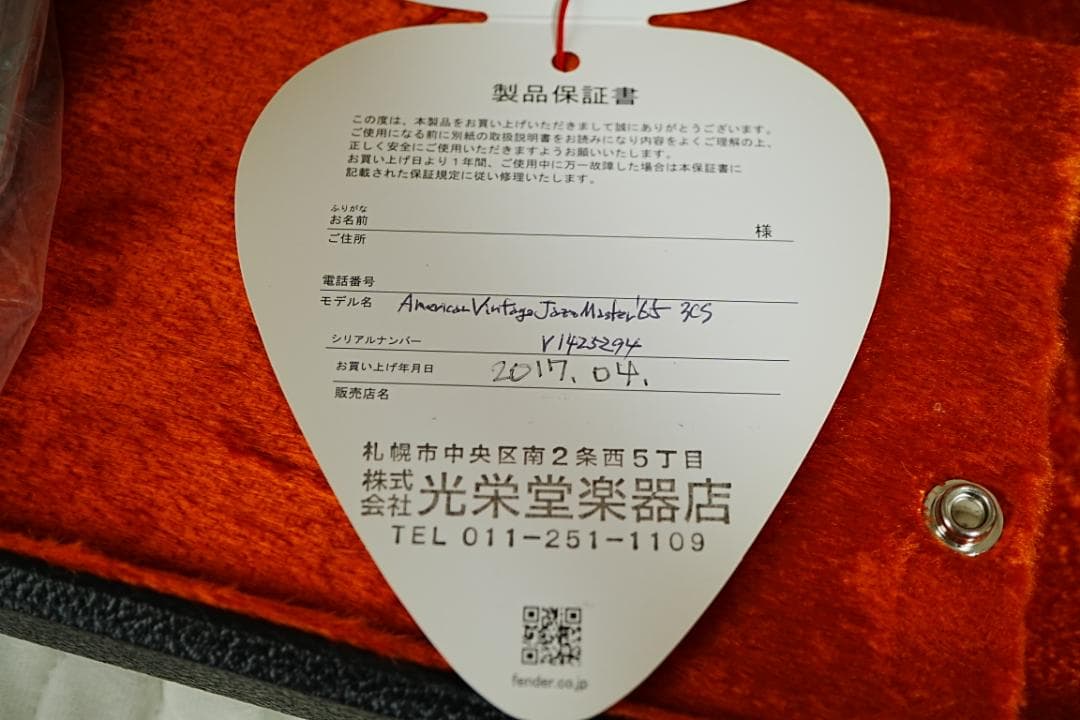 製品保証書
この度は、本製品をお買い上げいただきまして誠にありがとうございます。
ご使用になる前に別紙の取扱説明書をお読みになり内容をよくご理解の上、
正しく安全にご使用いただきますようお願いいたします。
お買い上げ日より1年間、ご使用中に万一故障した場合は本保証書に
記載された保証規定に従い修理いたします。
ふりがな
お名前 様
ご住所
電話番号
モデル名 American Vintage Jazz Master '65 3CS
シリアルナンバー V1425294
お買い上げ年月日 2017.04.
販売店名
札幌市中央区南2条西5丁目
株式会社 光栄堂楽器店
TEL 011-251-1109
fender.co.jp